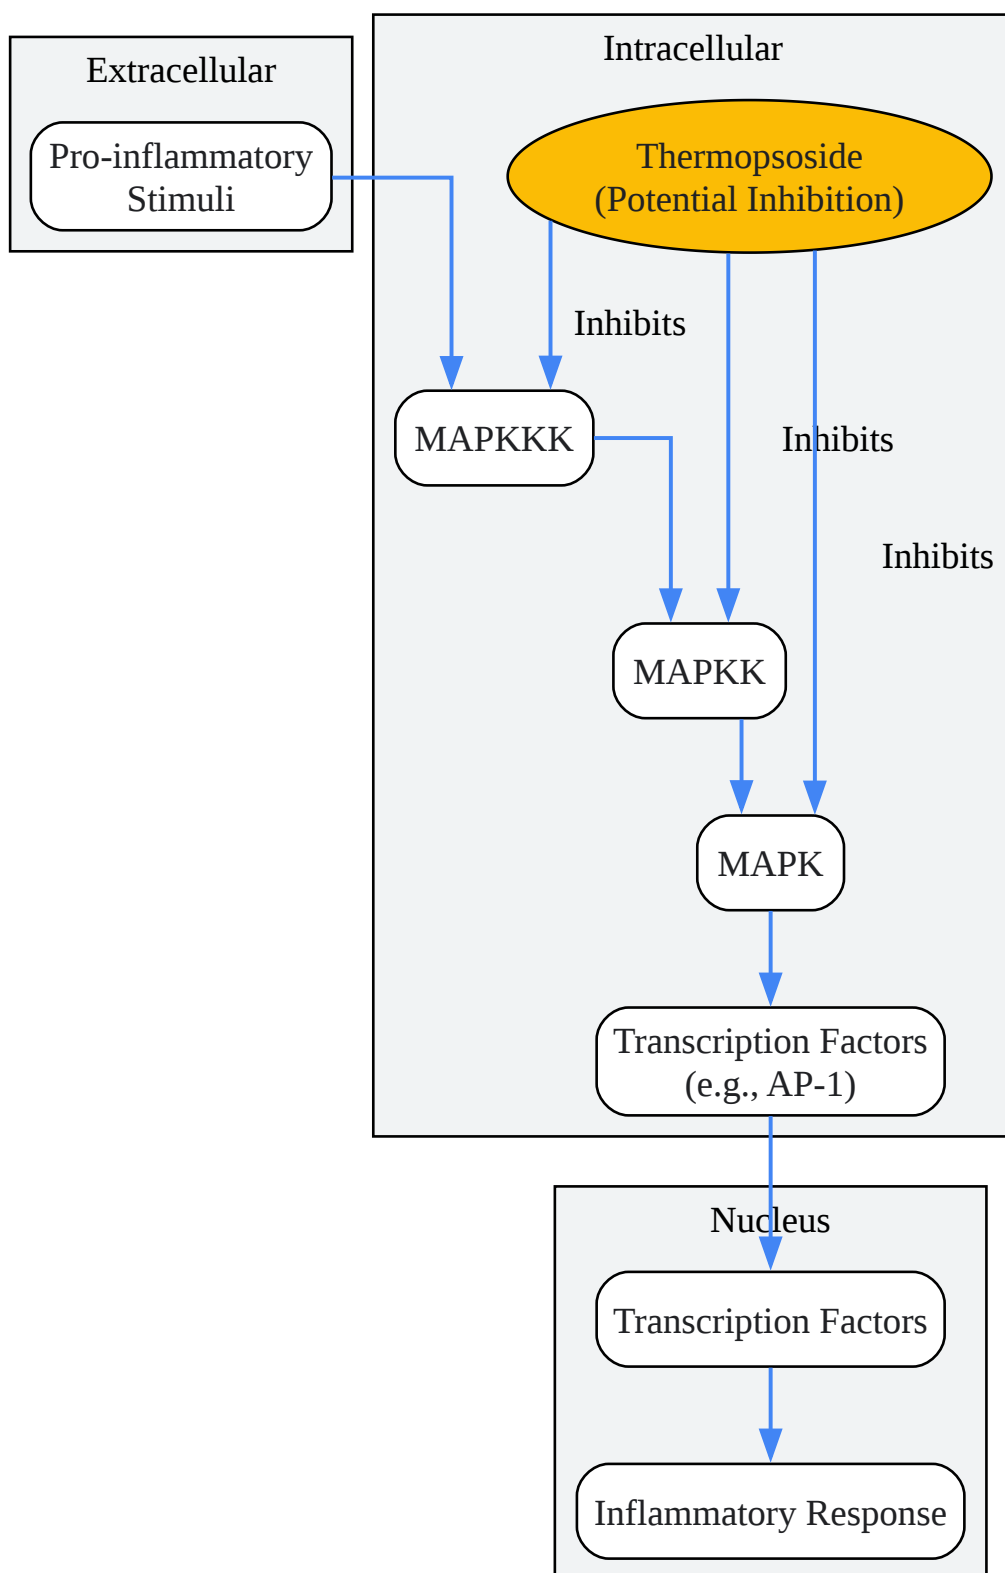 Extracellular
Pro-inflammatory
Stimuli
Intracellular
Thermopsoside
(Potential Inhibition)
Inhibits
MAPKKK
Inhibits
Inhibits
MAPKK
MAPK
Transcription Factors
(e.g., AP-1)
Nucleus
Transcription Factors
Inflammatory Response